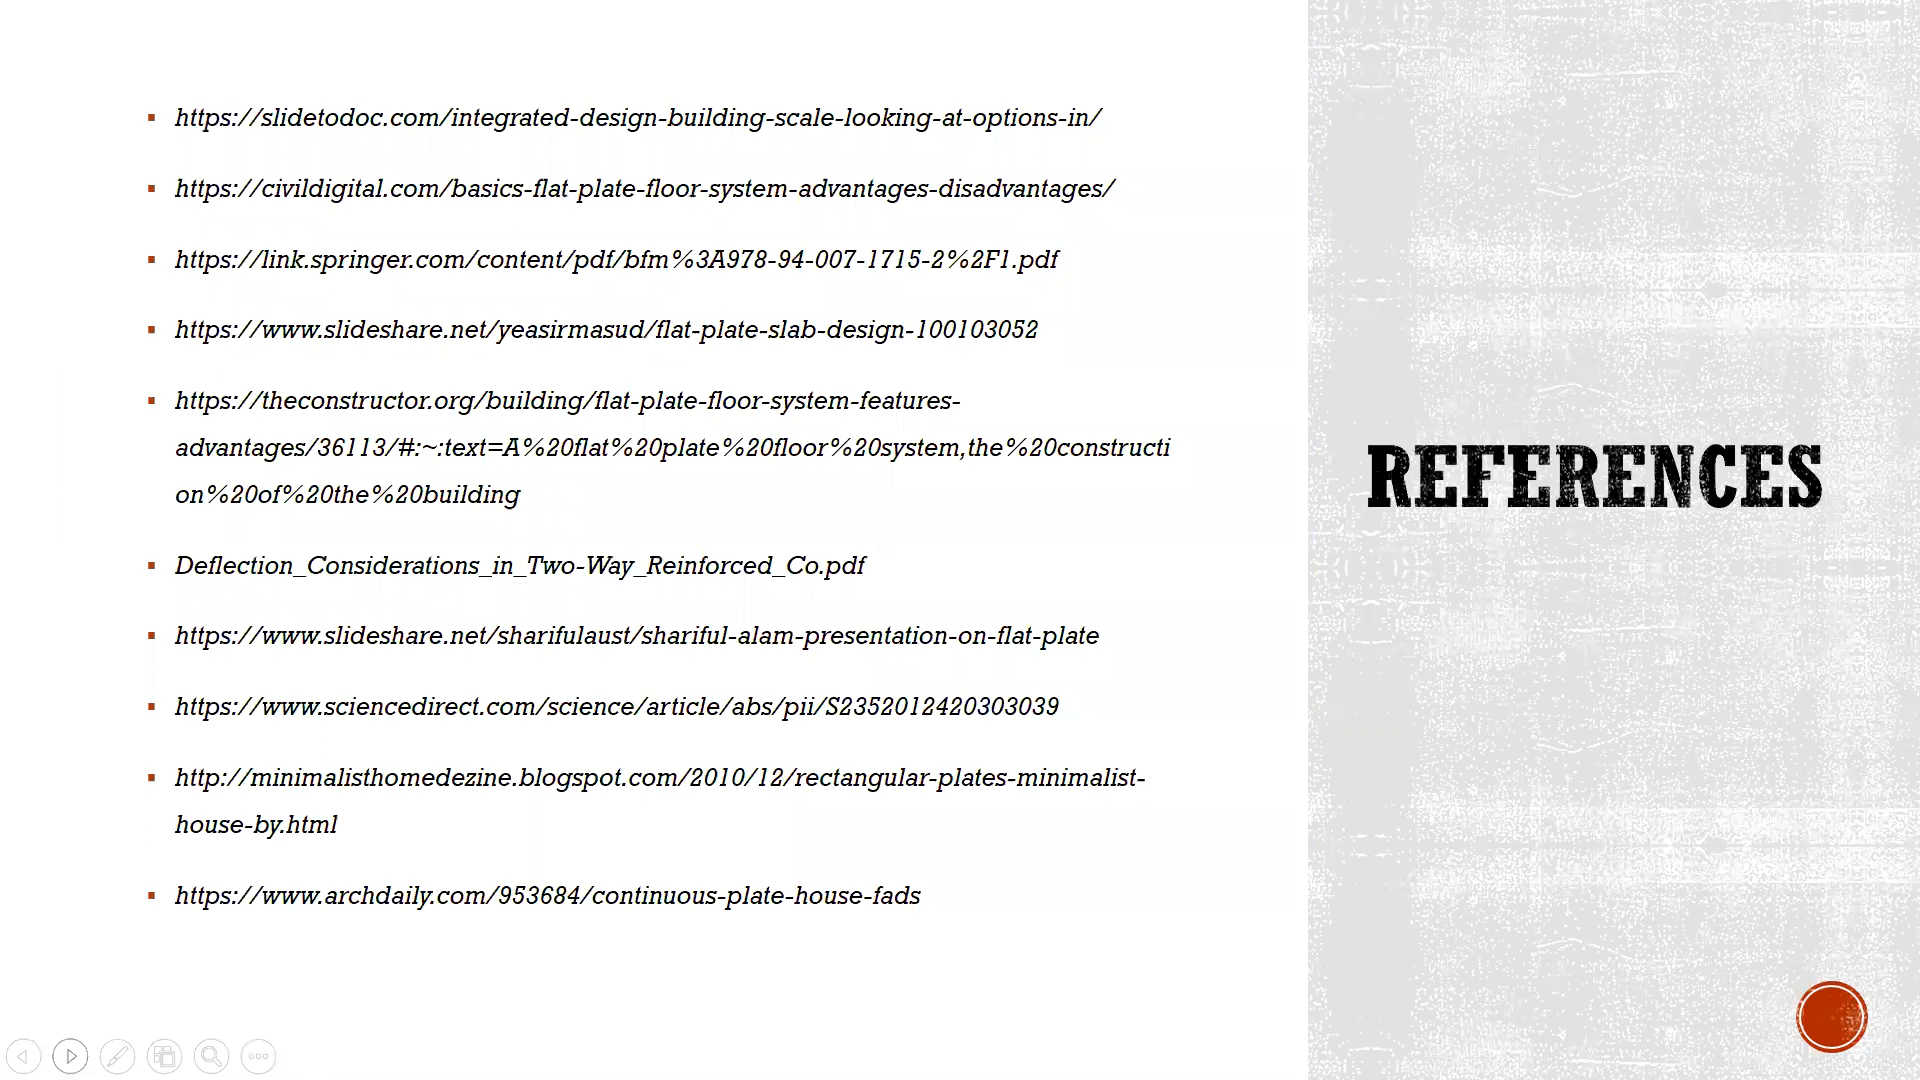 https://slidetodoc.com/integrated-design-building-scale-looking-at-options-in/
https://civildigital.com/basics-flat-plate-floor-system-advantages-disadvantages/
https://link.springer.com/content/pdf/bfm%3A978-94-007-1715-2%2F1.pdf
https://www.slideshare.net/yeasirmasud/flat-plate-slab-design-100103052
https://theconstructor.org/building/flat-plate-floor-system-features-
advantages/36113/#:~:text=A%20flat%20plate%20floor%20system,the%20constructi
on%20of%20the%20building
Deflection_Considerations_in_Two-Way_Reinforced_Co.pdf
https://www.slideshare.net/sharifulaust/shariful-alam-presentation-on-flat-plate
https://www.sciencedirect.com/science/article/abs/pii/S2352012420303039
http://minimalisthomedezine.blogspot.com/2010/12/rectangular-plates-minimalist-
house-by.html
https://www.archdaily.com/953684/continuous-plate-house-fads
REFERENCES